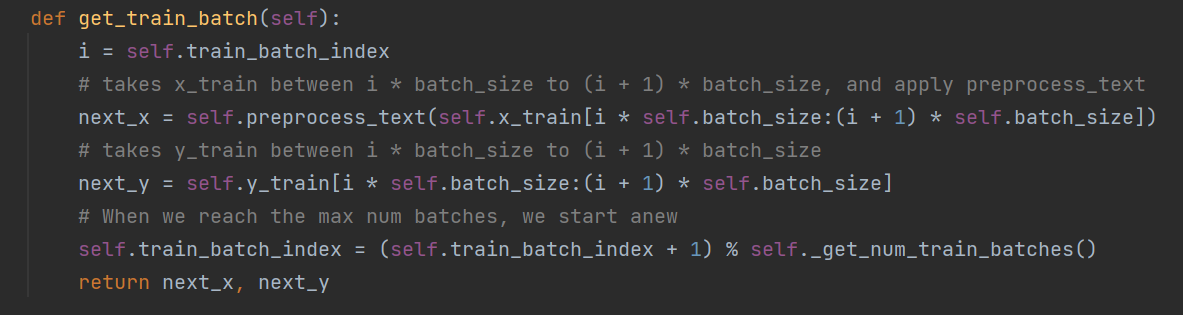 def get_train_batch(self):
    i = self.train_batch_index
    # takes x_train between i * batch_size to (i + 1) * batch_size, and apply preprocess_text
    next_x = self.preprocess_text(self.x_train[i * self.batch_size:(i + 1) * self.batch_size])
    # takes y_train between i * batch_size to (i + 1) * batch_size
    next_y = self.y_train[i * self.batch_size:(i + 1) * self.batch_size]
    # When we reach the max num batches, we start anew
    self.train_batch_index = (self.train_batch_index + 1) % self._get_num_train_batches()
    return next_x, next_y